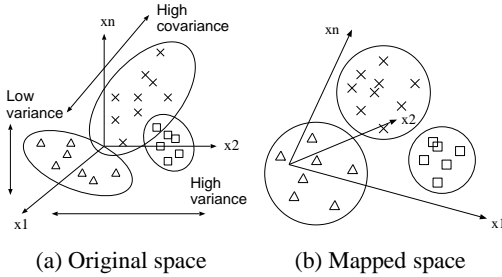 xn
High
covariance
Low
variance
x2
High
variance
x1
(a) Original space
xn
x2
x1
(b) Mapped space